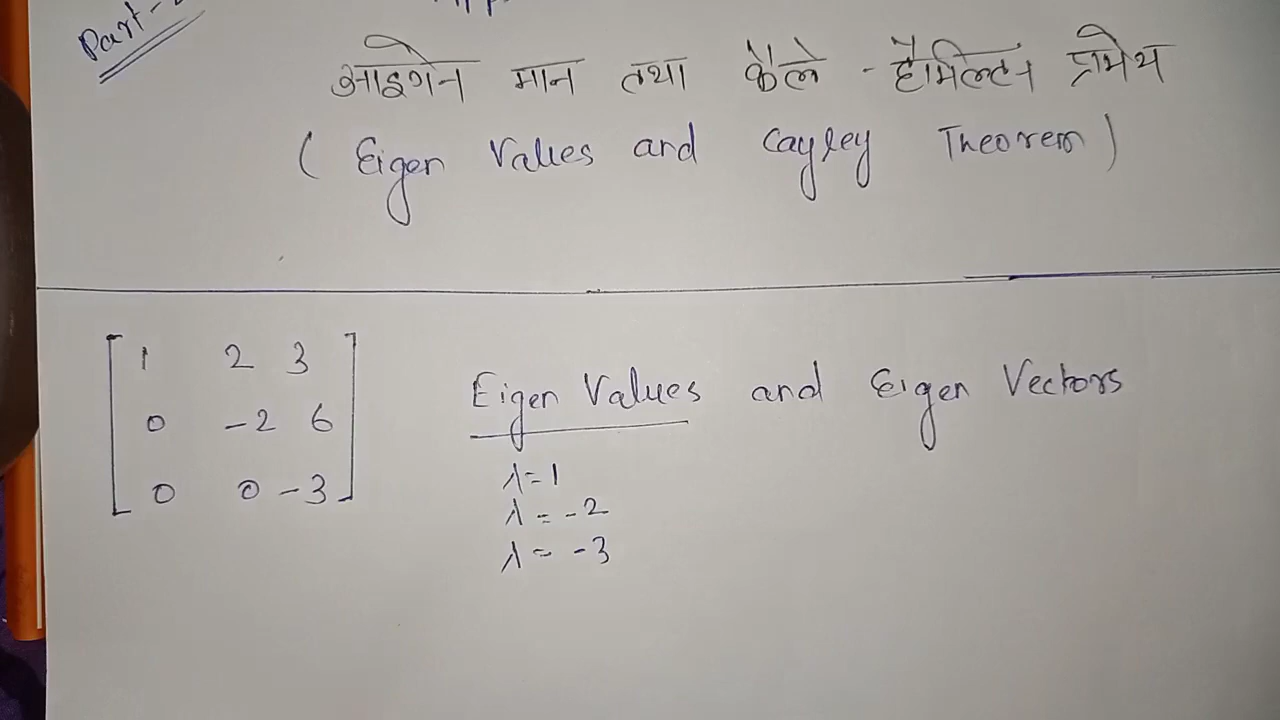 Part-
आइगेन मान तथा कैले - हैमिल्टन प्रमेय
( Eigen Values and Cayley Theorem )
1 2 3
0 -2 6
0 0 -3
Eigen Values and Eigen Vectors
λ=1
λ = -2
λ = -3